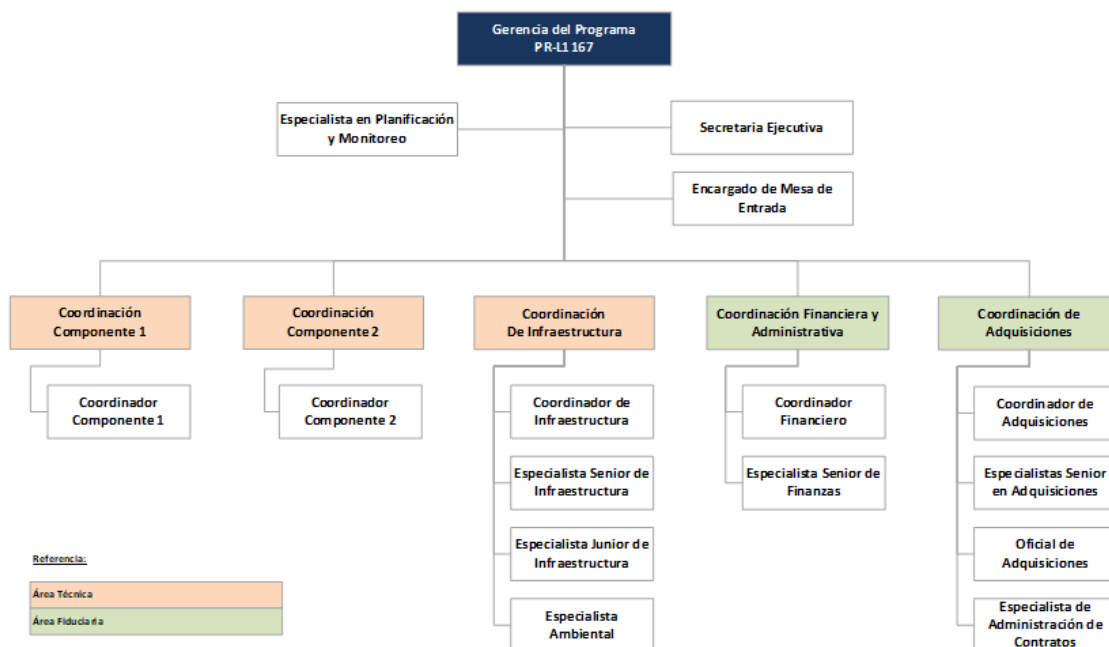 Gerencia del Programa
PR-L1167
Especialista en Planificación
y Monitoreo
Secretaria Ejecutiva
Encargado de Mesa de
Entrada
Coordinación
Componente 1
Coordinación
Componente 2
Coordinación
De Infraestructura
Coordinación Financiera y
Administrativa
Coordinación de
Adquisiciones
Coordinador
Componente 1
Coordinador
Componente 2
Coordinador de
Infraestructura
Especialista Senior de
Infraestructura
Especialista Junior de
Infraestructura
Especialista
Ambiental
Coordinador
Financiero
Especialista Senior de
Finanzas
Coordinador de
Adquisiciones
Especialistas Senior
en Adquisiciones
Oficial de
Adquisiciones
Especialista de
Administración de
Contratos
Referencia:
Área Técnica
Área Fiduciaria